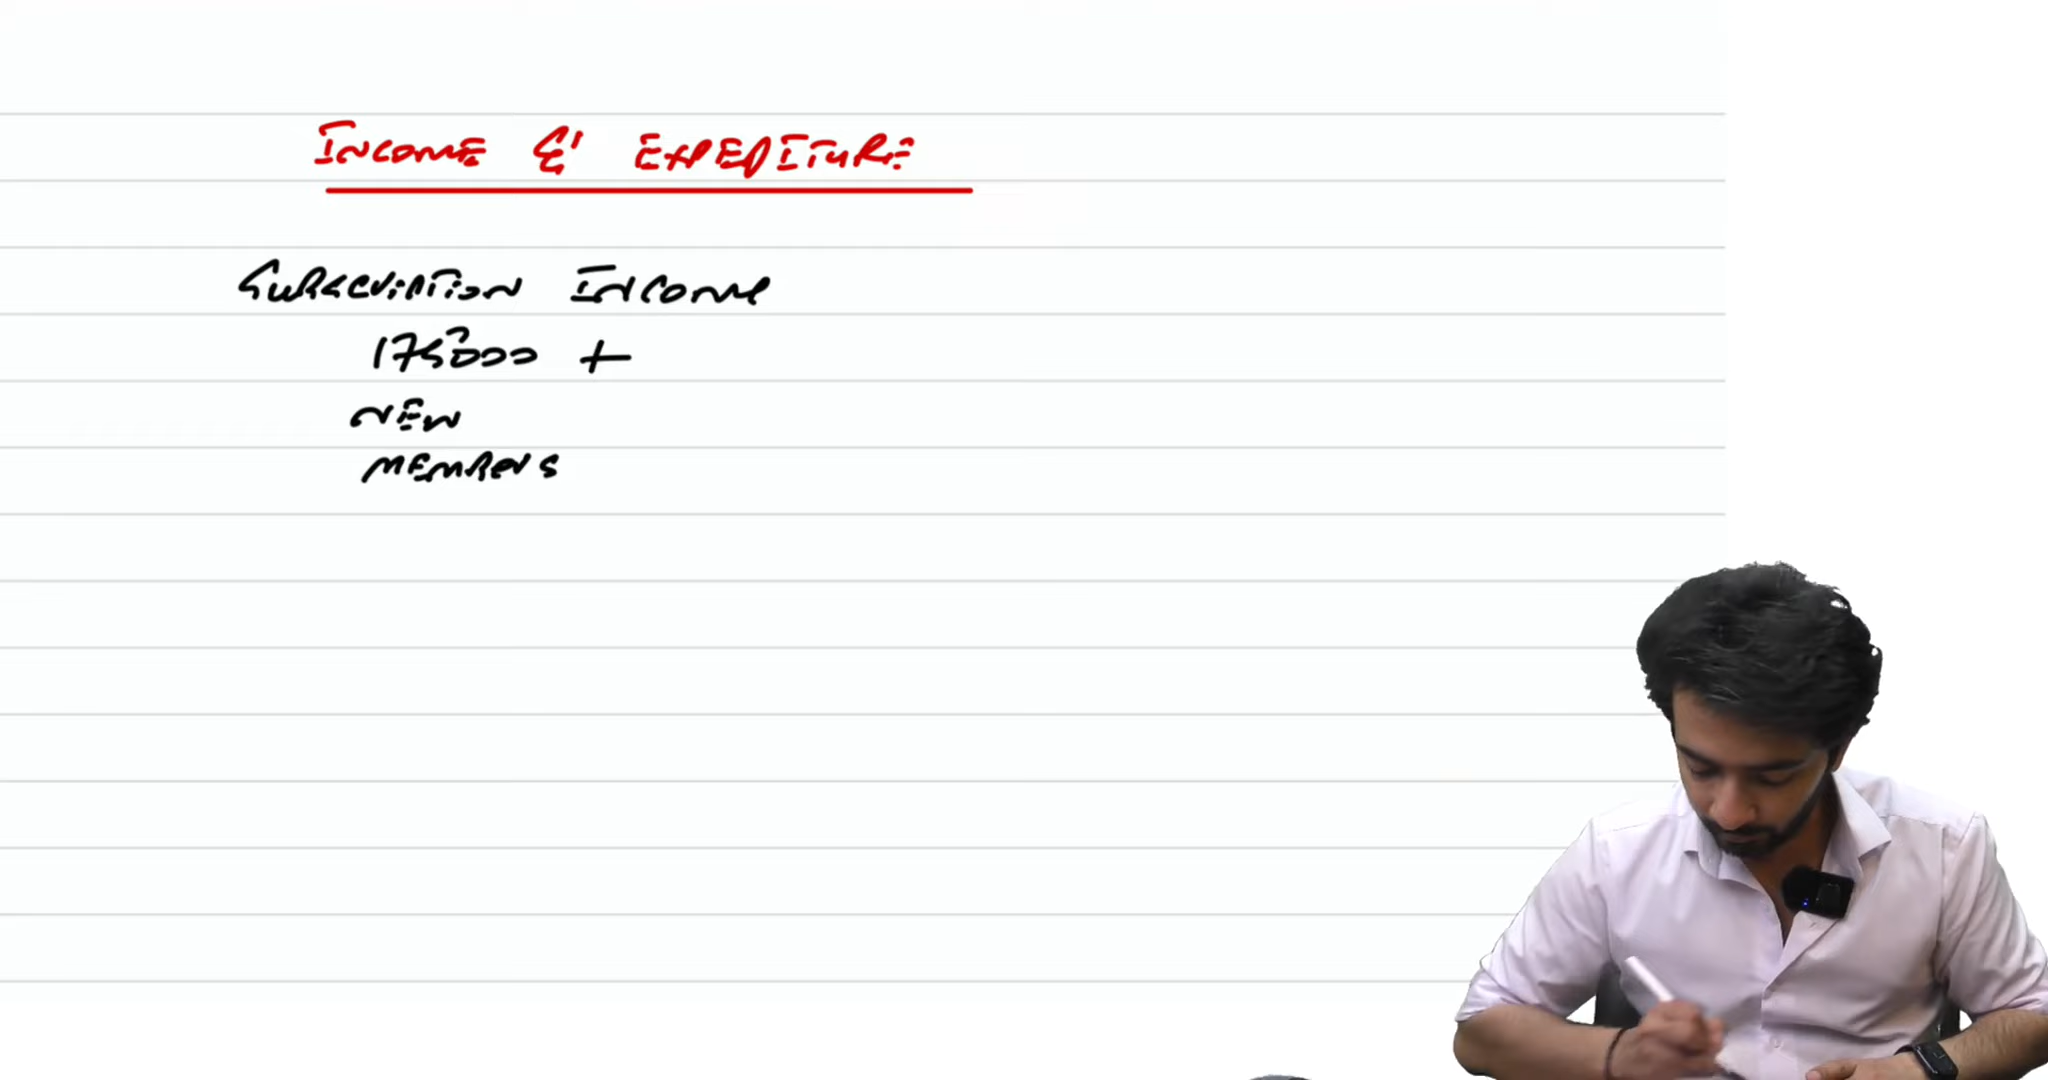 INCOME & EXPEDITURE
SUBSCRIPTION INCOME
175000 +
NEW
MEMBERS